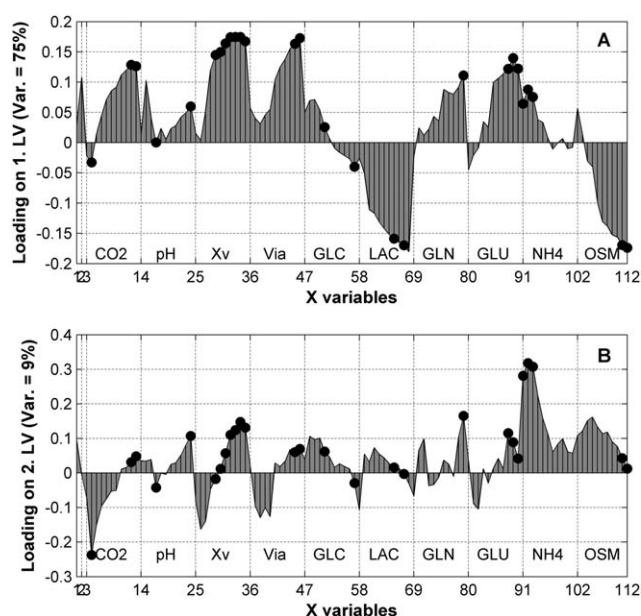 Loading on 1. LV (Var. = 75%)
A
0.2
0.15
0.1
0.05
0
-0.05
-0.1
-0.15
-0.2
CO2 pH Xv Via GLC LAC GLN GLU NH4 OSM
123 14 25 36 47 58 69 80 91 102 112
X variables
Loading on 2. LV (Var. = 9%)
B
0.4
0.3
0.2
0.1
0
-0.1
-0.2
-0.3
CO2 pH Xv Via GLC LAC GLN GLU NH4 OSM
123 14 25 36 47 58 69 80 91 102 112
X variables